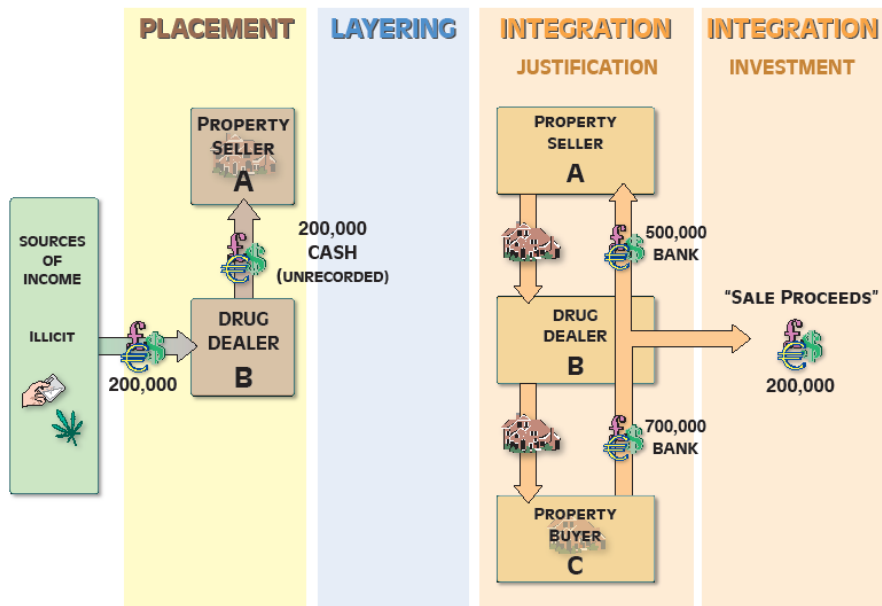 PLACEMENT
LAYERING
INTEGRATION
INTEGRATION
JUSTIFICATION
INVESTMENT
SOURCES
OF
INCOME
ILLICIT
£
€$
200,000
PROPERTY
SELLER
A
200,000
CASH
(UNRECORDED)
£
€$
DRUG
DEALER
B
PROPERTY
SELLER
A
£
€$
500,000
BANK
DRUG
DEALER
B
£
€$
700,000
BANK
PROPERTY
BUYER
C
"SALE PROCEEDS"
£
€$
200,000